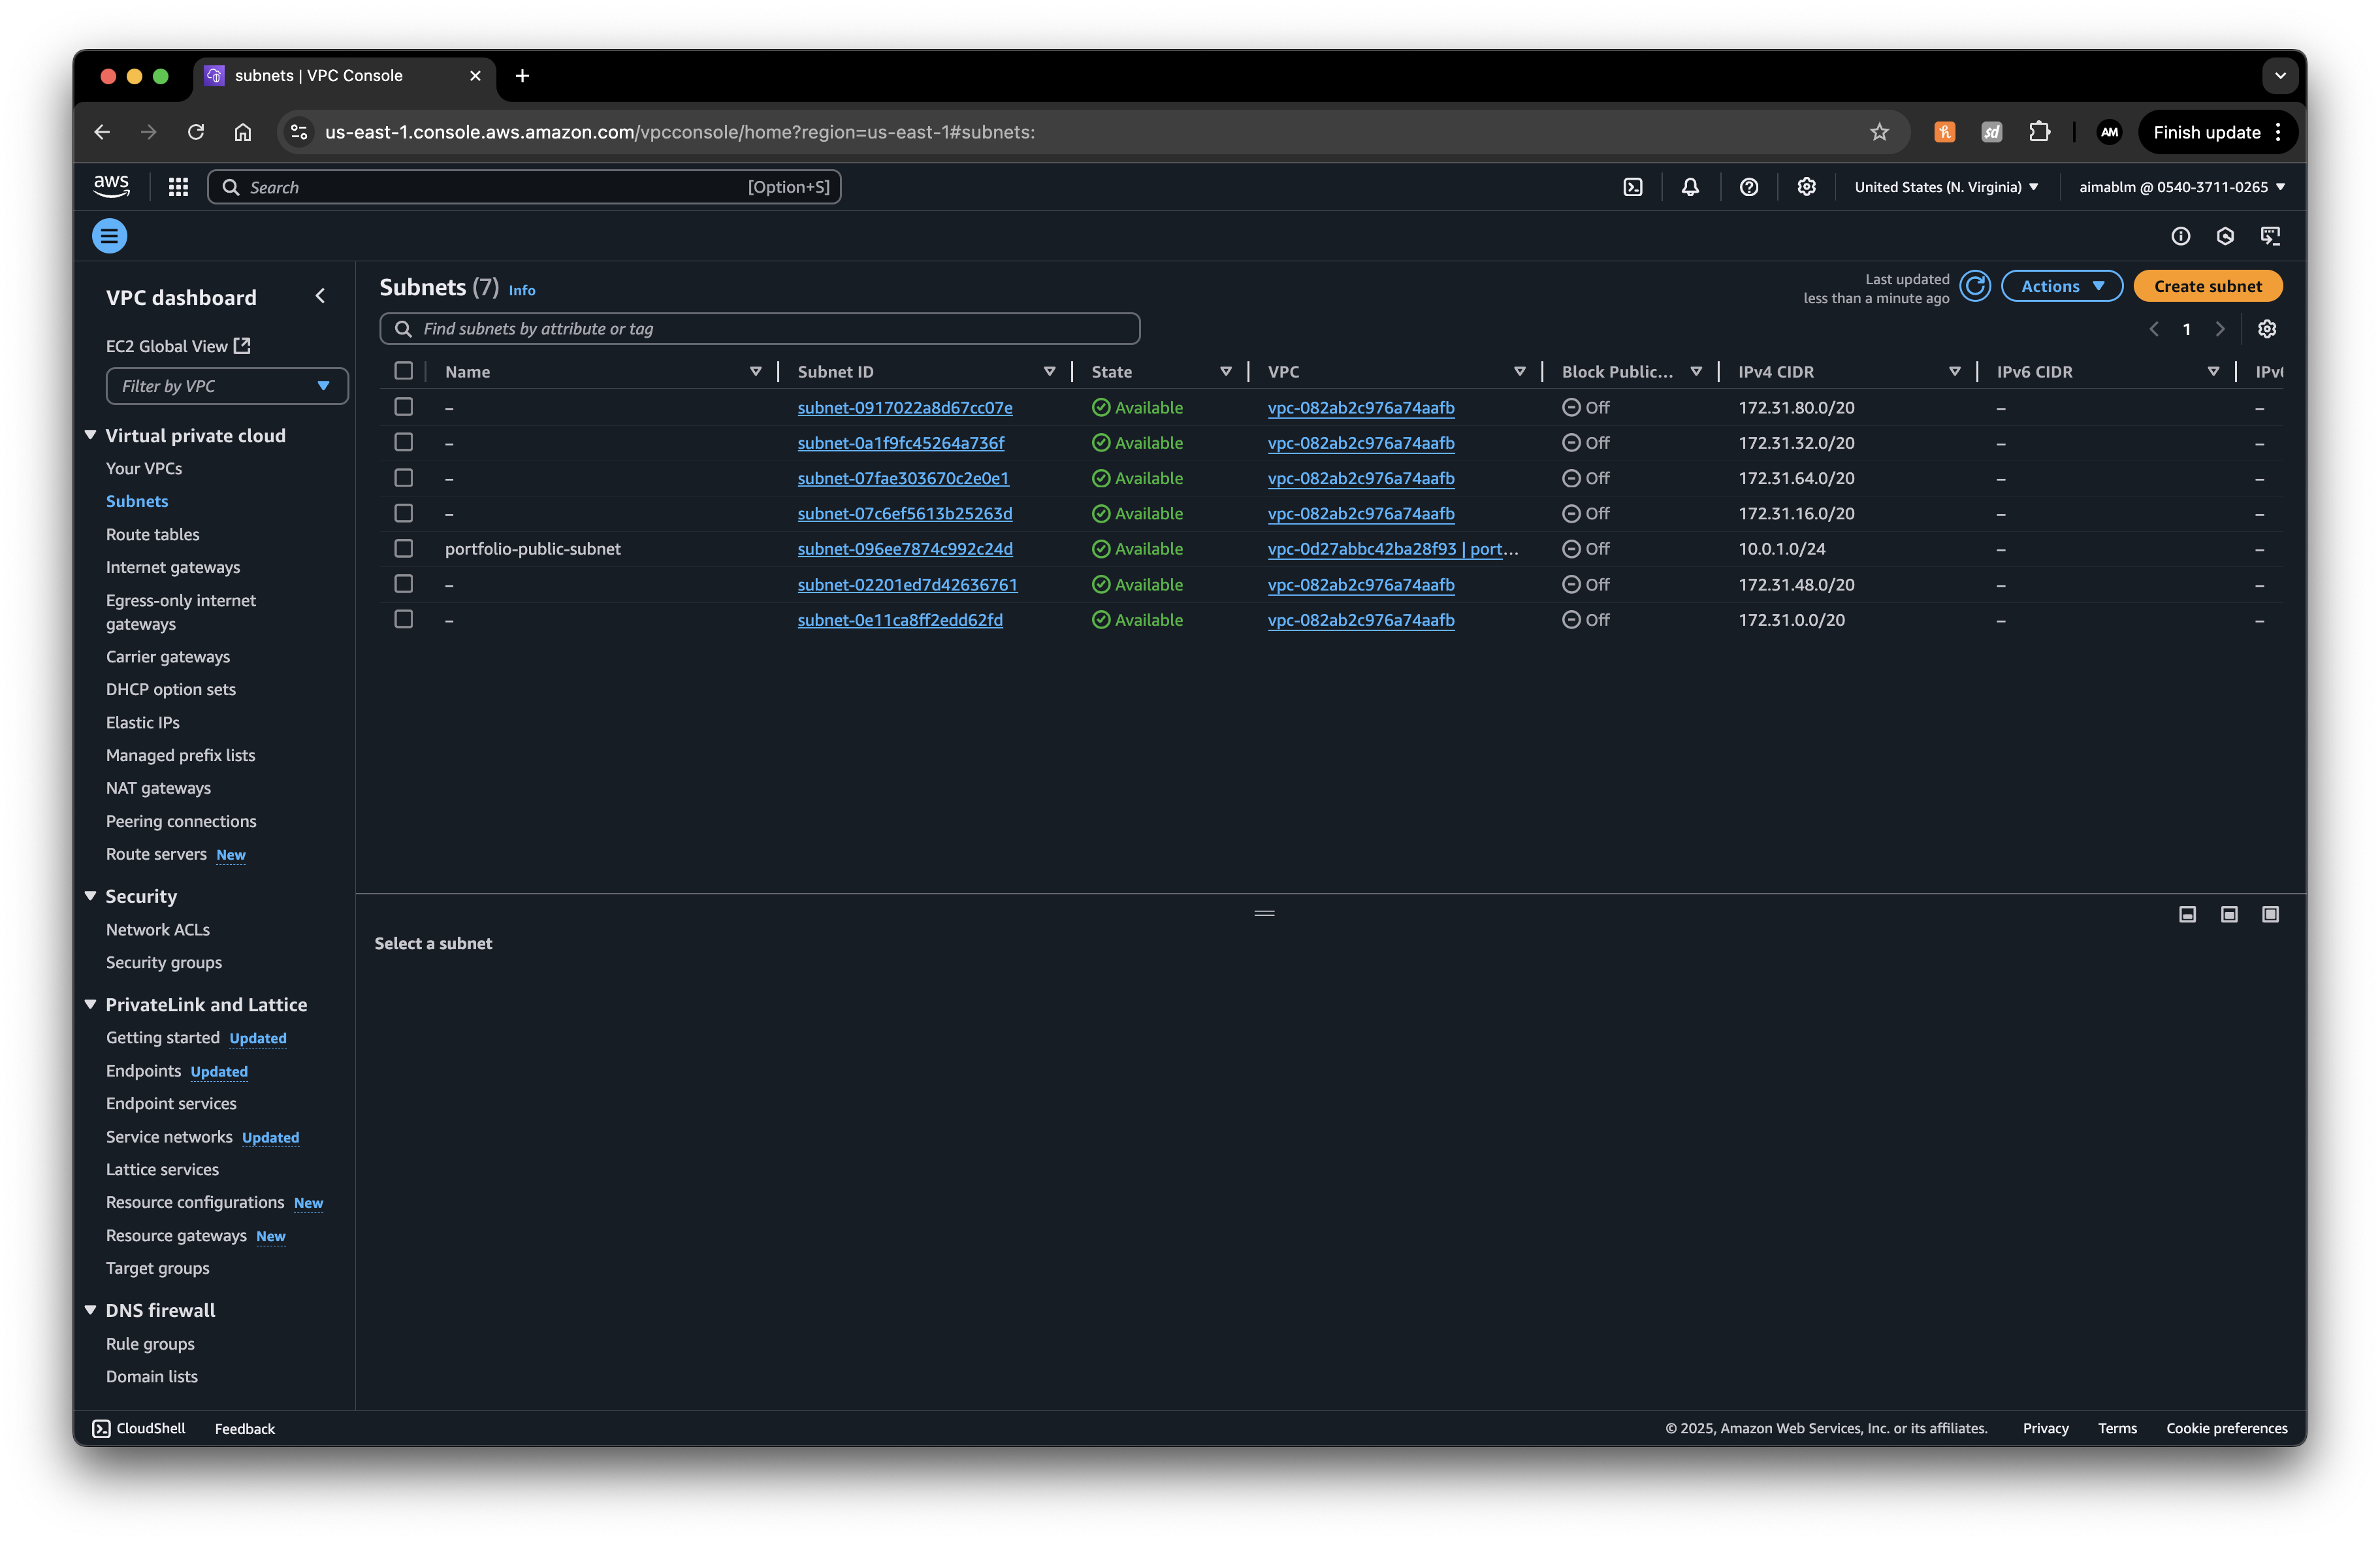 subnets | VPC Console
us-east-1.console.aws.amazon.com/vpcconsole/home?region=us-east-1#subnets:
AM
Finish update
aws
Search
[Option+S]
United States (N. Virginia)
aimablm @ 0540-3711-0265
VPC dashboard
EC2 Global View
Filter by VPC
Virtual private cloud
Your VPCs
Subnets
Route tables
Internet gateways
Egress-only internet
gateways
Carrier gateways
DHCP option sets
Elastic IPs
Managed prefix lists
NAT gateways
Peering connections
Route servers New
Security
Network ACLs
Security groups
PrivateLink and Lattice
Getting started Updated
Endpoints Updated
Endpoint services
Service networks Updated
Lattice services
Resource configurations New
Resource gateways New
Target groups
DNS firewall
Rule groups
Domain lists
Subnets (7) Info
Last updated
less than a minute ago
Actions
Create subnet
Find subnets by attribute or tag
1
Name Subnet ID State VPC Block Public... IPv4 CIDR IPv6 CIDR
– subnet-0917022a8d67cc07e Available vpc-082ab2c976a74aafb Off 172.31.80.0/20 – –
– subnet-0a1f9fc45264a736f Available vpc-082ab2c976a74aafb Off 172.31.32.0/20 – –
– subnet-07fae303670c2e0e1 Available vpc-082ab2c976a74aafb Off 172.31.64.0/20 – –
– subnet-07c6ef5613b25263d Available vpc-082ab2c976a74aafb Off 172.31.16.0/20 – –
portfolio-public-subnet subnet-096ee7874c992c24d Available vpc-0d27abbc42ba28f93 | port... Off 10.0.1.0/24 – –
– subnet-02201ed7d42636761 Available vpc-082ab2c976a74aafb Off 172.31.48.0/20 – –
– subnet-0e11ca8ff2edd62fd Available vpc-082ab2c976a74aafb Off 172.31.0.0/20 – –
Select a subnet
CloudShell
Feedback
© 2025, Amazon Web Services, Inc. or its affiliates.
Privacy
Terms
Cookie preferences